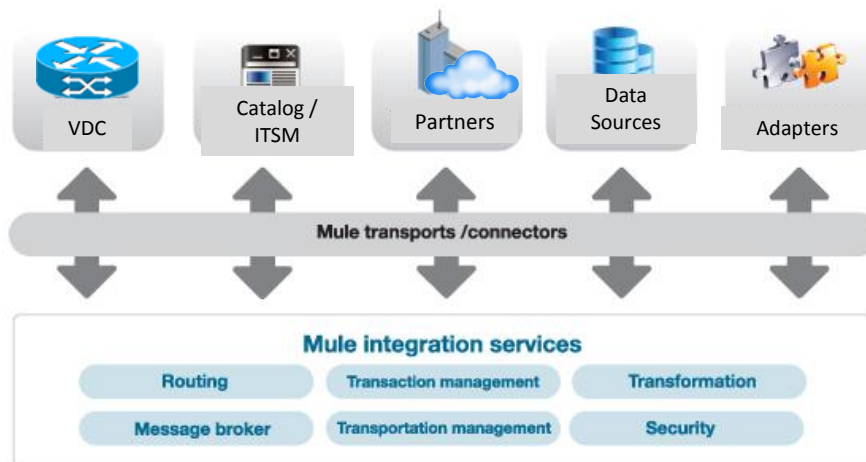 VDC
Catalog /
ITSM
Partners
Data
Sources
Adapters
Mule transports /connectors
Mule integration services
Routing
Transaction management
Transformation
Message broker
Transportation management
Security